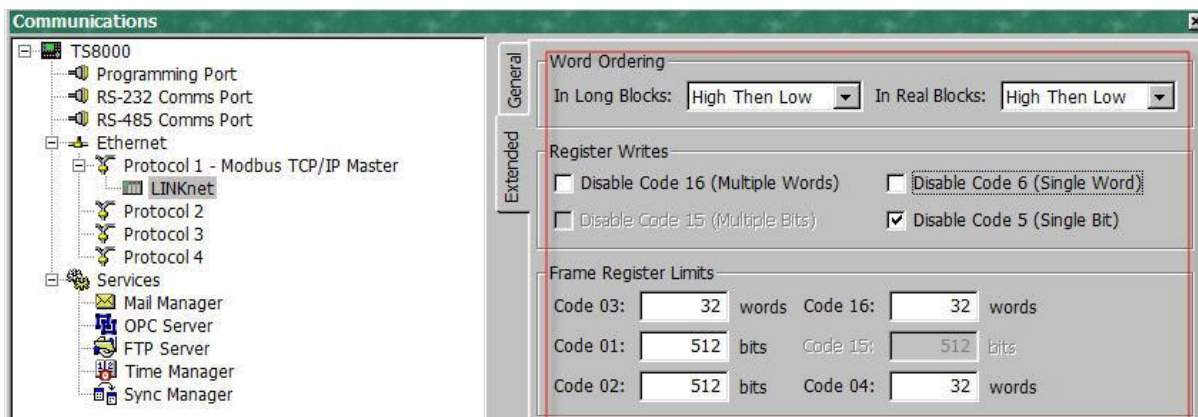 Communications
TS8000
Programming Port
RS-232 Comms Port
RS-485 Comms Port
Ethernet
Protocol 1 - Modbus TCP/IP Master
LINKnet
Protocol 2
Protocol 3
Protocol 4
Services
Mail Manager
OPC Server
FTP Server
Time Manager
Sync Manager
General
Extended
Word Ordering
In Long Blocks: High Then Low In Real Blocks: High Then Low
Register Writes
Disable Code 16 (Multiple Words) Disable Code 6 (Single Word)
Disable Code 15 (Multiple Bits) Disable Code 5 (Single Bit)
Frame Register Limits
Code 03: 32 words Code 16: 32 words
Code 01: 512 bits Code 15: 512 bits
Code 02: 512 bits Code 04: 32 words